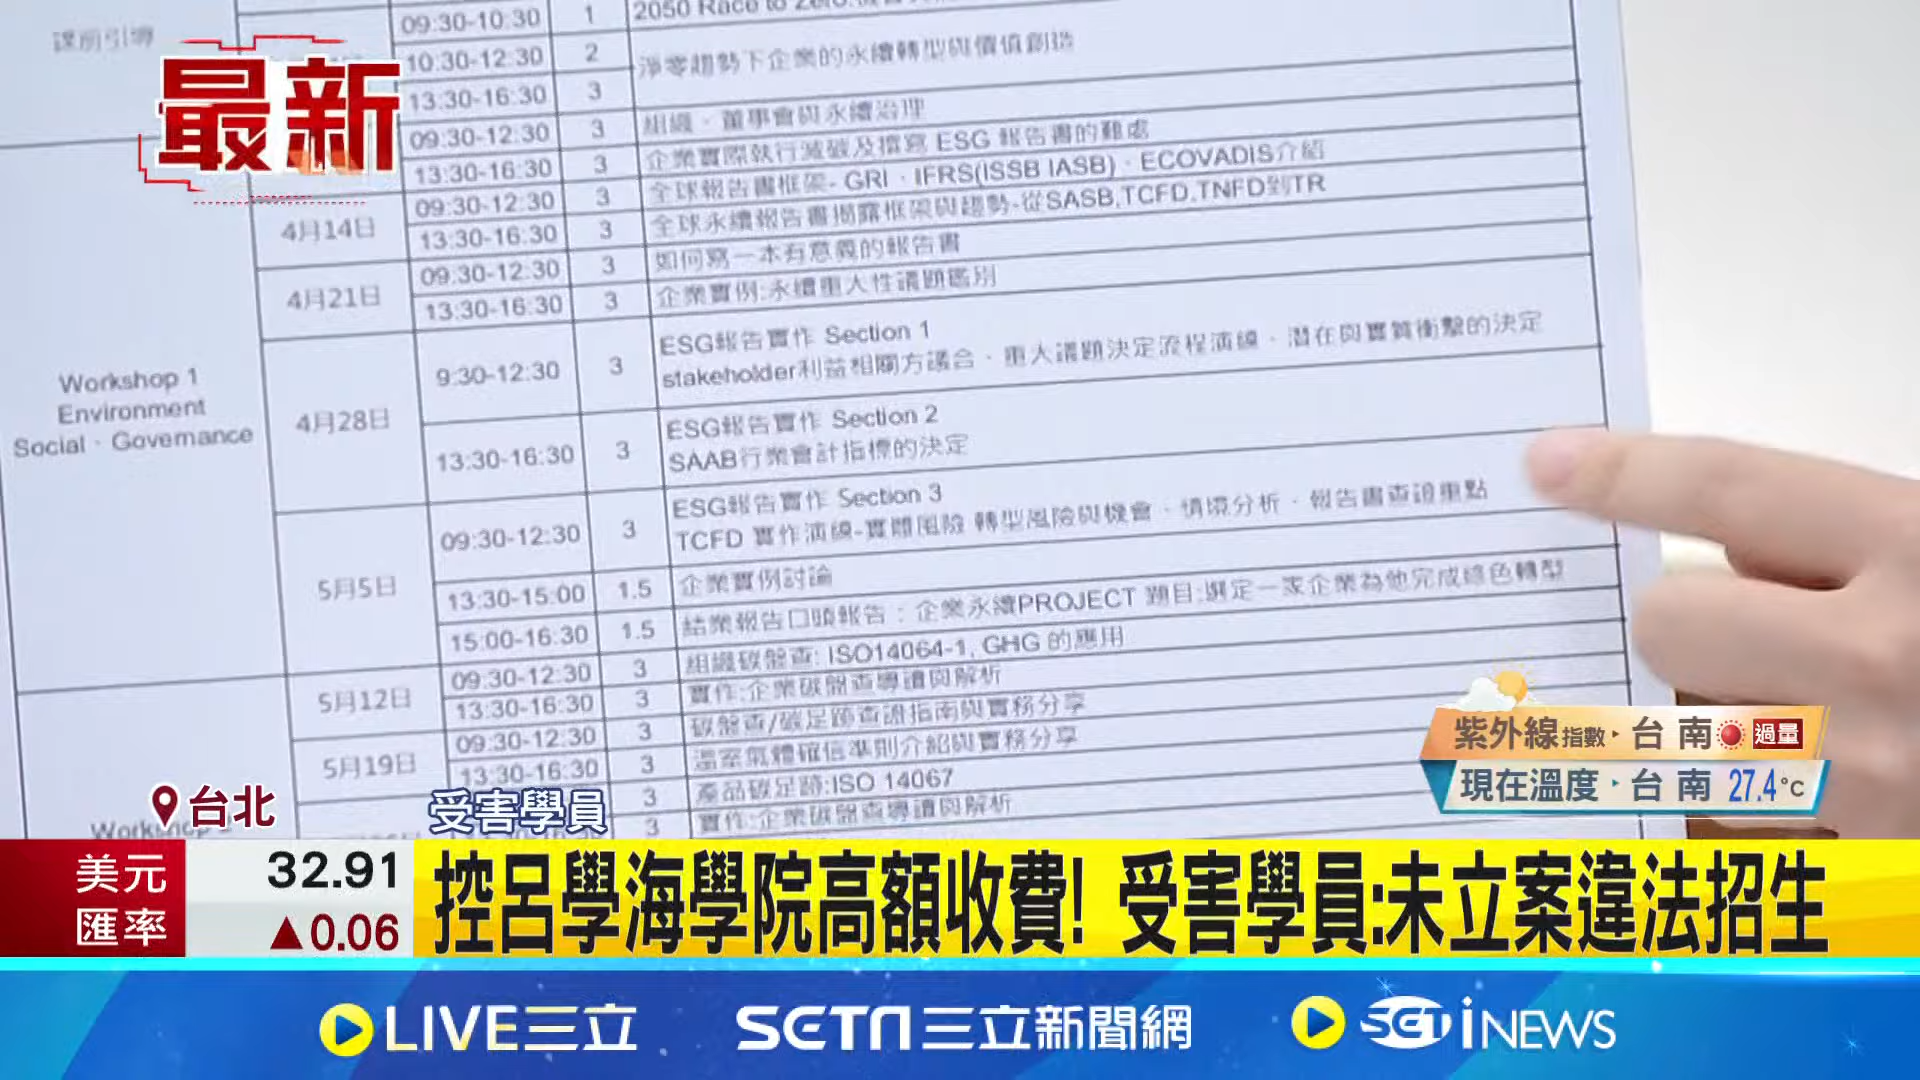 課前引導
09:30-10:30 1 2050 Race to Zero
10:30-12:30 2 淨零趨勢下企業的永續轉型與價值創造
13:30-16:30 3
09:30-12:30 3 組織、董事會與永續治理
13:30-16:30 3 企業實際執行減碳及撰寫 ESG 報告書的難處
4月14日
09:30-12:30 3 全球報告書框架- GRI、IFRS(ISSB IASB)、ECOVADIS介紹
13:30-16:30 3 全球永續報告書揭露框架與趨勢-從SASB,TCFD,TNFD到TR
4月21日
09:30-12:30 3 如何寫一本有意義的報告書
13:30-16:30 3 企業實例:永續重大性議題鑑別
Workshop 1
Environment
Social、Governance
4月28日
9:30-12:30 3 ESG報告實作 Section 1
stakeholder利益相關方議合、重大議題決定流程演練、潛在與實質衝擊的決定
13:30-16:30 3 ESG報告實作 Section 2
SAAB行業會計指標的決定
5月5日
09:30-12:30 3 ESG報告實作 Section 3
TCFD 實作演練-實體風險 轉型風險與機會、情境分析、報告書查證重點
13:30-15:00 1.5 企業實例討論
15:00-16:30 1.5 結業報告口頭報告：企業永續PROJECT 題目:選定一家企業為他完成綠色轉型
5月12日
09:30-12:30 3 組織碳盤查: ISO14064-1, GHG 的應用
13:30-16:30 3 實作:企業碳盤查導讀與解析
5月19日
09:30-12:30 3 碳盤查/碳足跡查證指南與實務分享
13:30-16:30 3 溫室氣體確信準則介紹與實務分享
3 產品碳足跡:ISO 14067
3 實作:企業碳盤查導讀與解析
最新
紫外線指數 台南 過量
現在溫度 台南 27.4°C
台北
受害學員
美元
匯率
32.91
▲0.06
控呂學海學院高額收費! 受害學員:未立案違法招生
LIVE三立
SETN三立新聞網
SETiNEWS